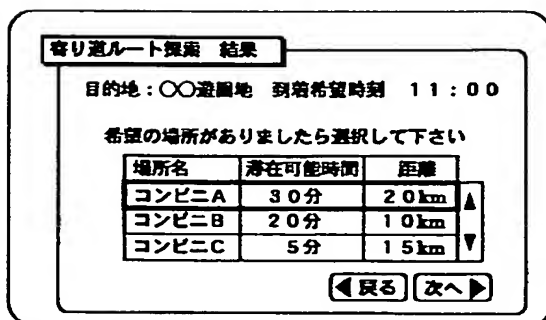 寄り道ルート探索 結果
目的地：○○遊園地 到着希望時刻 11：00
希望の場所がありましたら選択して下さい
場所名 滞在可能時間 距離
コンビニA 30分 20km ▲
コンビニB 20分 10km
コンビニC 5分 15km ▼
◀戻る 次へ▶